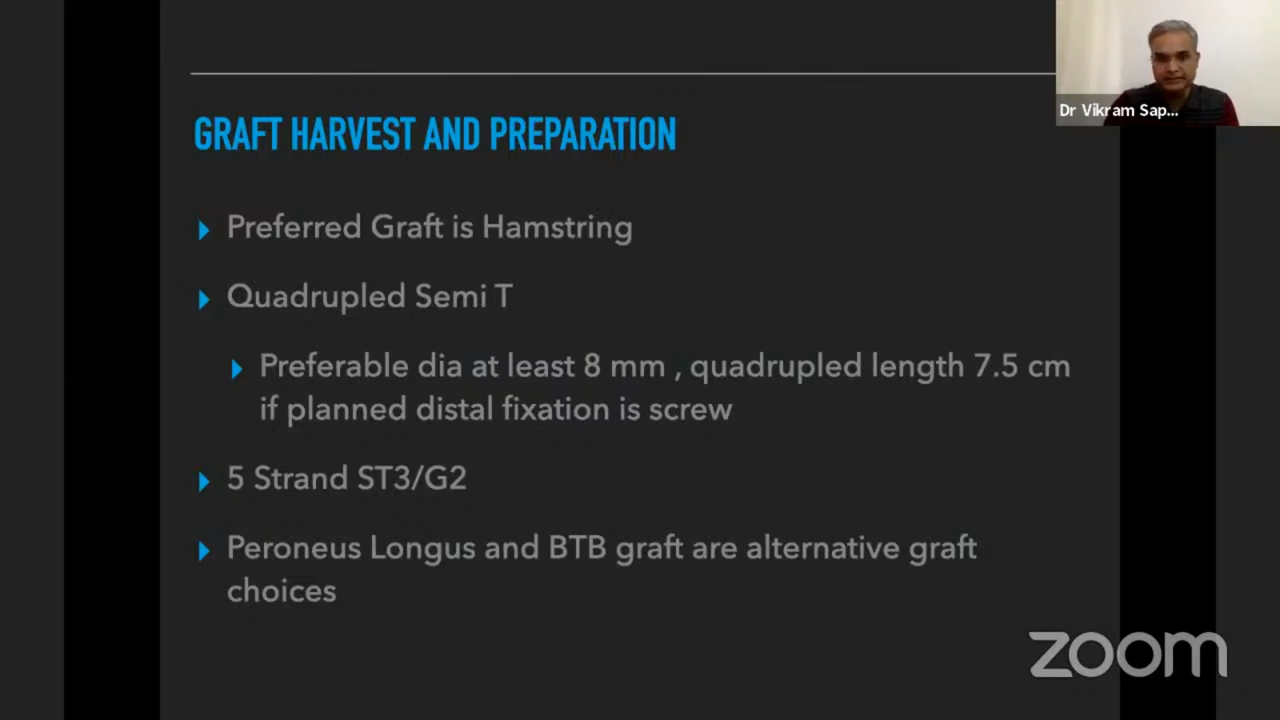 Dr Vikram Sap...
GRAFT HARVEST AND PREPARATION
Preferred Graft is Hamstring
Quadrupled Semi T
Preferable dia at least 8 mm , quadrupled length 7.5 cm
if planned distal fixation is screw
5 Strand ST3/G2
Peroneus Longus and BTB graft are alternative graft
choices
zoom